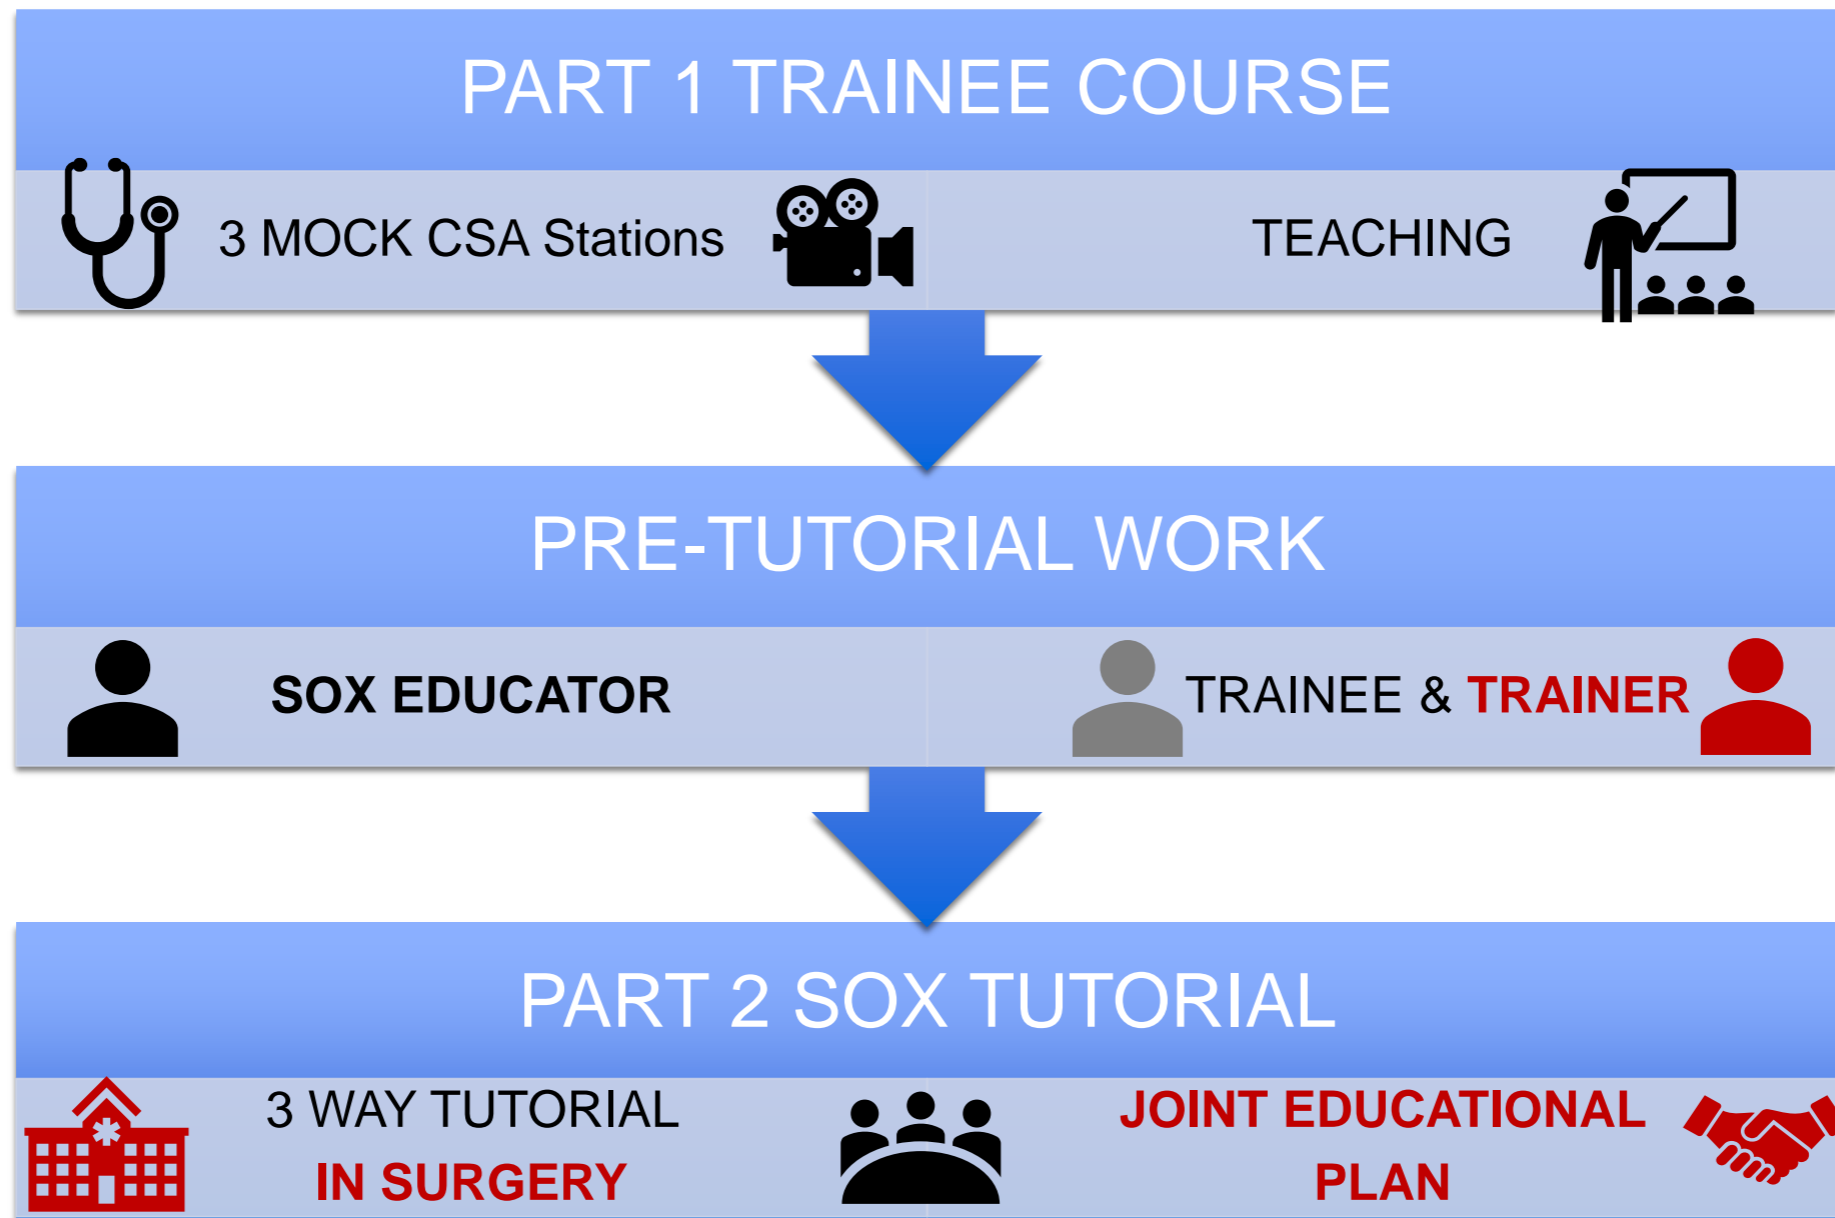 PART 1 TRAINEE COURSE
3 MOCK CSA Stations
TEACHING
PRE-TUTORIAL WORK
SOX EDUCATOR
TRAINEE & TRAINER
PART 2 SOX TUTORIAL
3 WAY TUTORIAL
IN SURGERY
JOINT EDUCATIONAL
PLAN